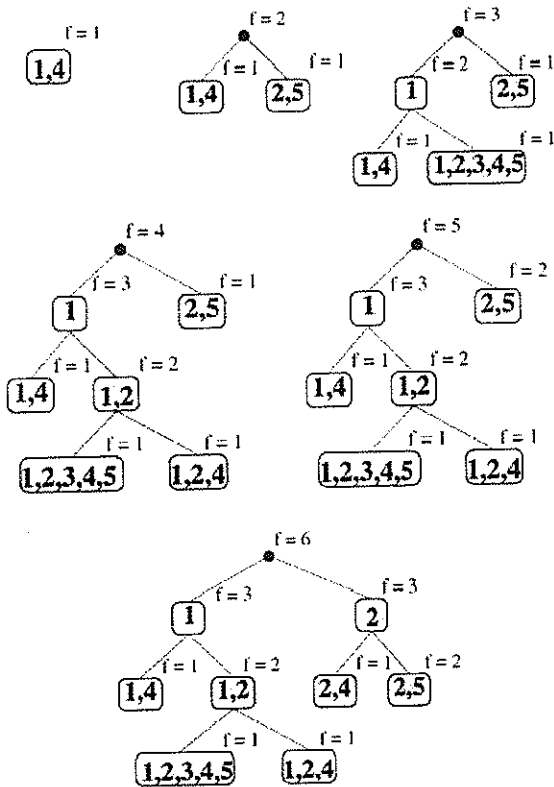 f = 1
1,4
f = 2
f = 1
f = 1
1,4
2,5
f = 3
f = 2
f = 1
1
2,5
f = 1
f = 1
1,4
1,2,3,4,5
f = 4
f = 3
f = 1
1
2,5
f = 1
f = 2
1,4
1,2
f = 1
f = 1
1,2,3,4,5
1,2,4
f = 5
f = 3
f = 2
1
2,5
f = 1
f = 2
1,4
1,2
f = 1
f = 1
1,2,3,4,5
1,2,4
f = 6
f = 3
f = 3
1
2
f = 1
f = 2
f = 1
f = 2
1,4
1,2
2,4
2,5
f = 1
f = 1
1,2,3,4,5
1,2,4